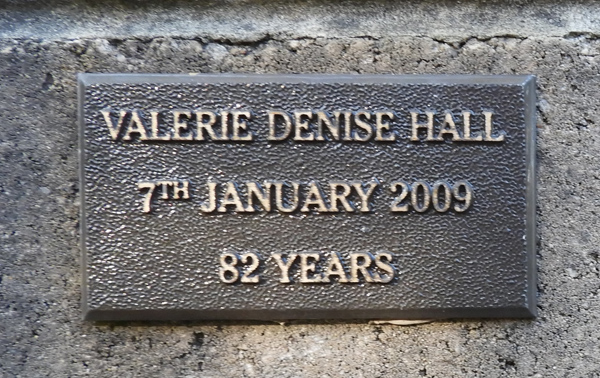 VALERIE DENISE HALL
7TH JANUARY 2009
82 YEARS